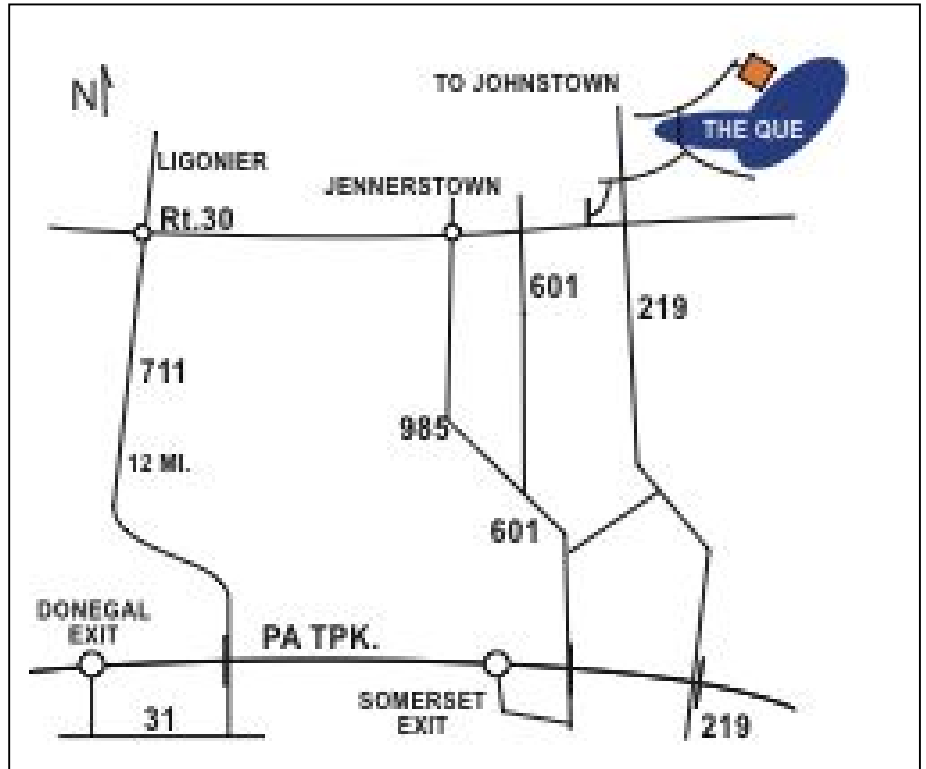 N
TO JOHNSTOWN
THE QUE
LIGONIER
JENNERSTOWN
Rt.30
601
219
711
985
12 MI.
601
DONEGAL
EXIT
PA TPK.
SOMERSET
EXIT
31
219